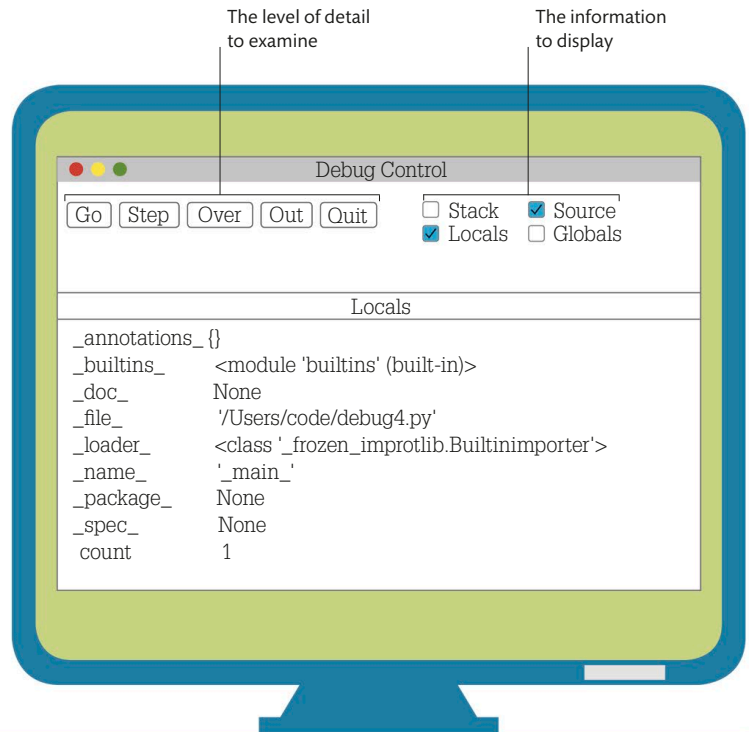 The level of detail
to examine
The information
to display
Debug Control
Go Step Over Out Quit
Stack Source
Locals Globals
Locals
_annotations_ {}
_builtins_ <module 'builtins' (built-in)>
_doc_ None
_file_ '/Users/code/debug4.py'
_loader_ <class '_frozen_improtlib.Builtinimporter'>
_name_ '_main_'
_package_ None
_spec_ None
count 1